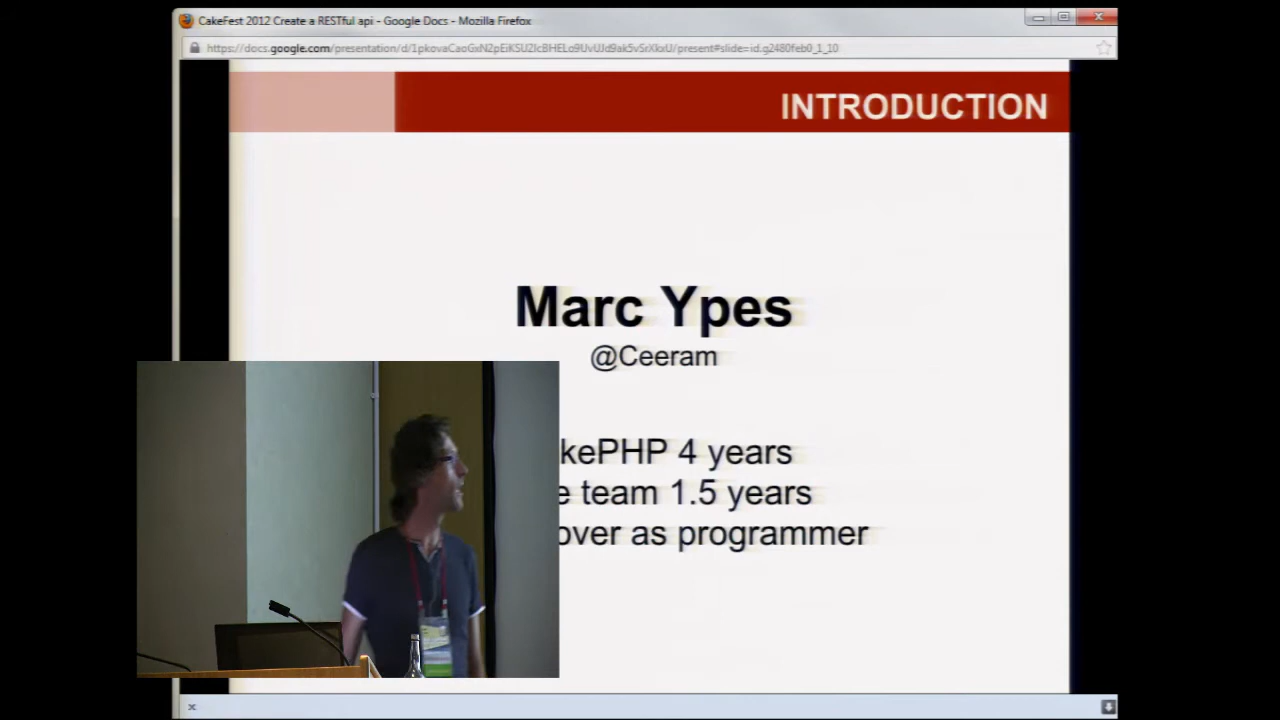 CakeFest 2012 Create a RESTful api - Google Docs - Mozilla Firefox
INTRODUCTION
Marc Ypes
@Ceeram
kePHP 4 years
e team 1.5 years
over as programmer